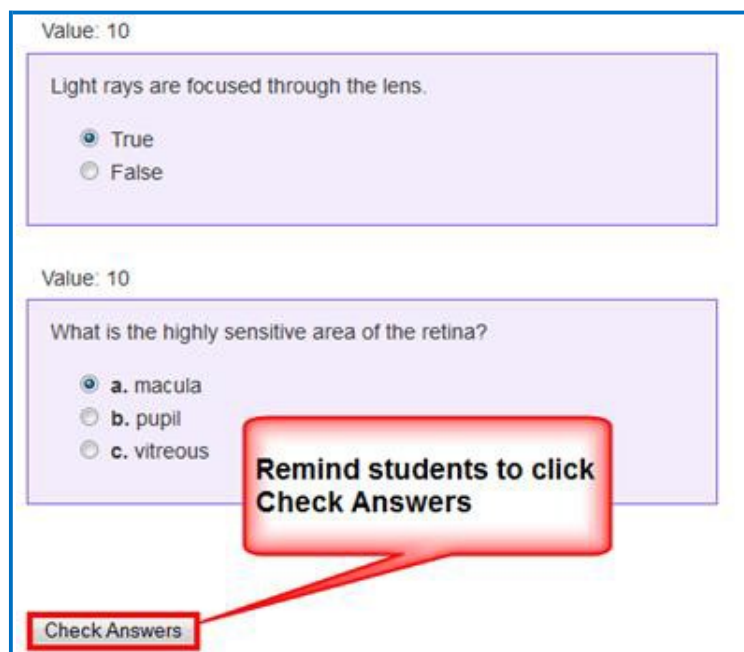 Value: 10
Light rays are focused through the lens.
True
False
Value: 10
What is the highly sensitive area of the retina?
a. macula
b. pupil
c. vitreous
Remind students to click
Check Answers
Check Answers